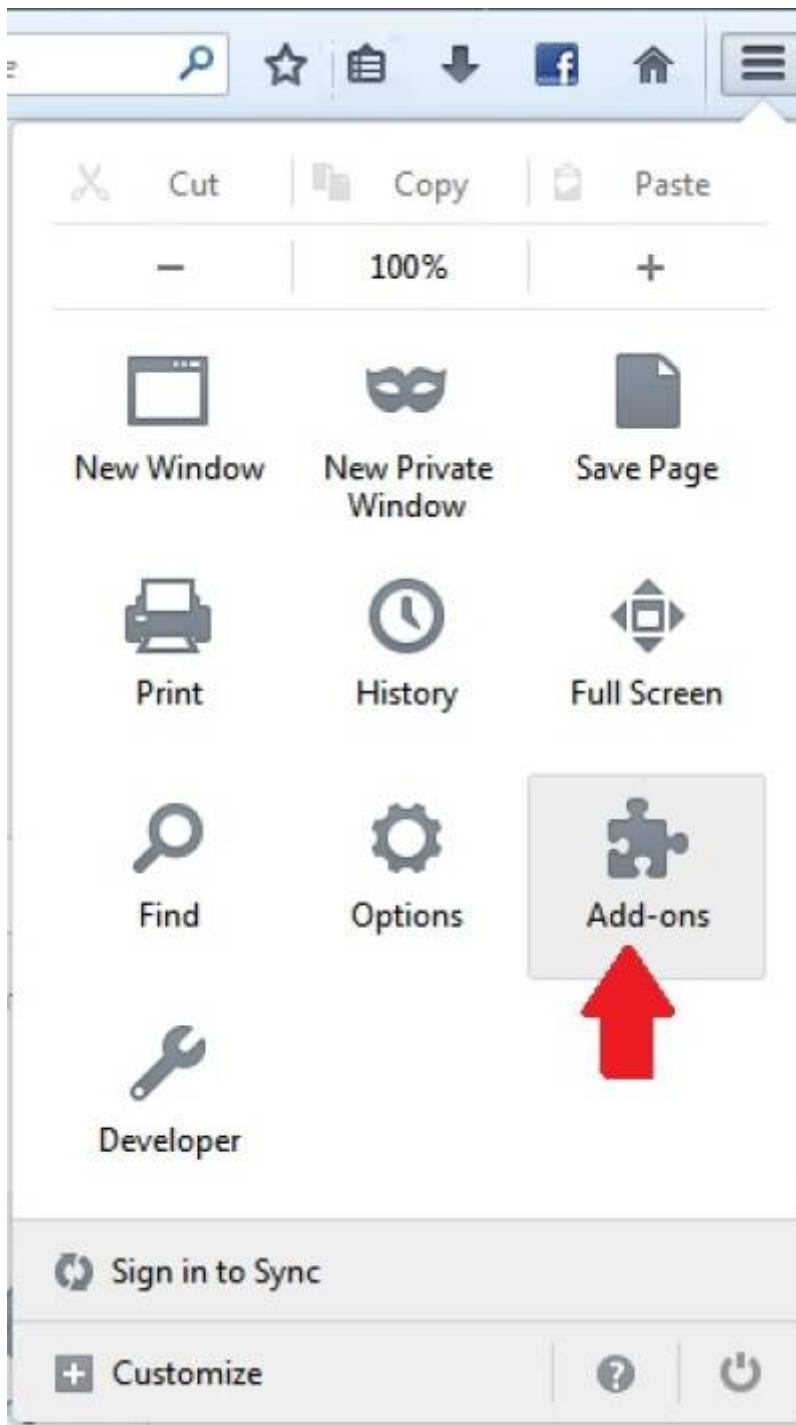 Cut Copy Paste
− 100% +
New Window
New Private
Window
Save Page
Print
History
Full Screen
Find
Options
Add-ons
Developer
Sign in to Sync
Customize